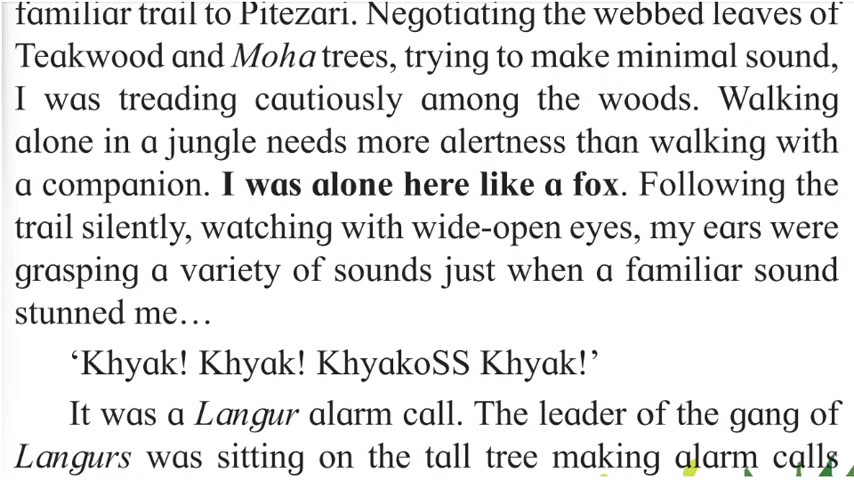 familiar trail to Pitezari. Negotiating the webbed leaves of
Teakwood and Moha trees, trying to make minimal sound,
I was treading cautiously among the woods. Walking
alone in a jungle needs more alertness than walking with
a companion. I was alone here like a fox. Following the
trail silently, watching with wide-open eyes, my ears were
grasping a variety of sounds just when a familiar sound
stunned me…
‘Khyak! Khyak! KhyakoSS Khyak!’
It was a Langur alarm call. The leader of the gang of
Langurs was sitting on the tall tree making alarm calls